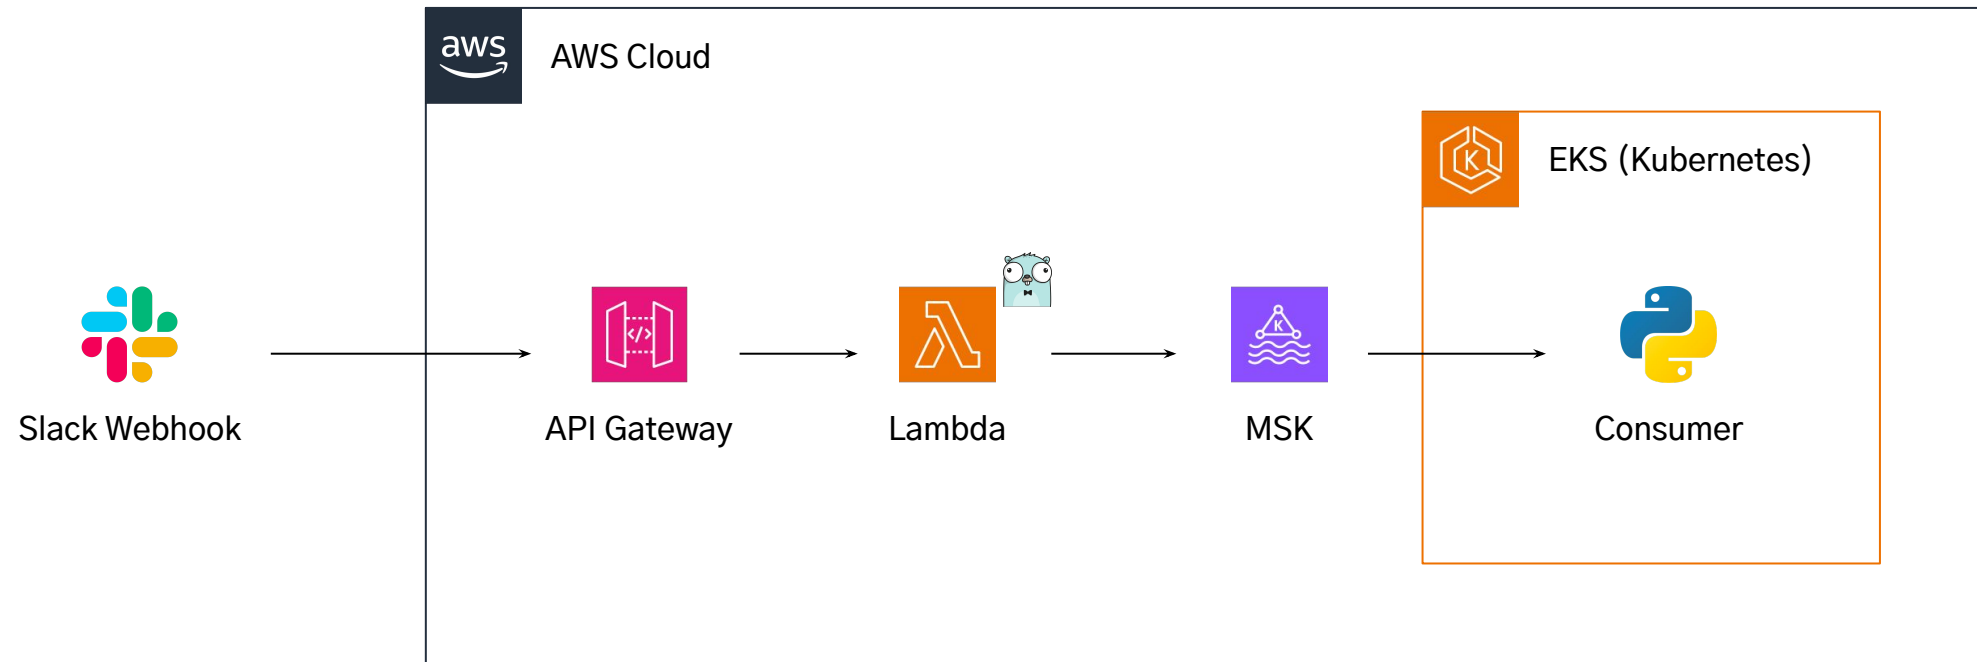 aws
AWS Cloud
K
EKS (Kubernetes)
</>
K
Slack Webhook
API Gateway
Lambda
MSK
Consumer